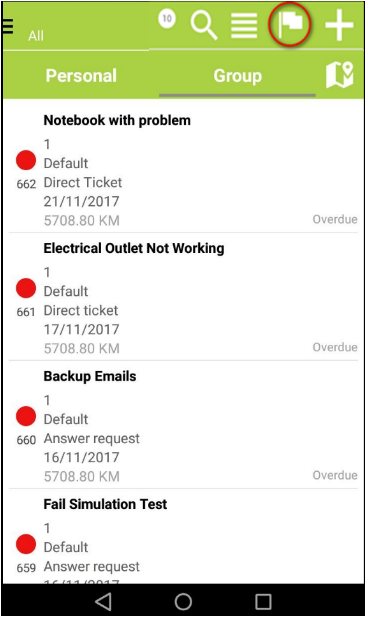 All
10
Personal
Group
Notebook with problem
1
Default
662 Direct Ticket
21/11/2017
5708.80 KM Overdue
Electrical Outlet Not Working
1
Default
661 Direct ticket
17/11/2017
5708.80 KM Overdue
Backup Emails
1
Default
660 Answer request
16/11/2017
5708.80 KM Overdue
Fail Simulation Test
1
Default
659 Answer request
16/11/2017